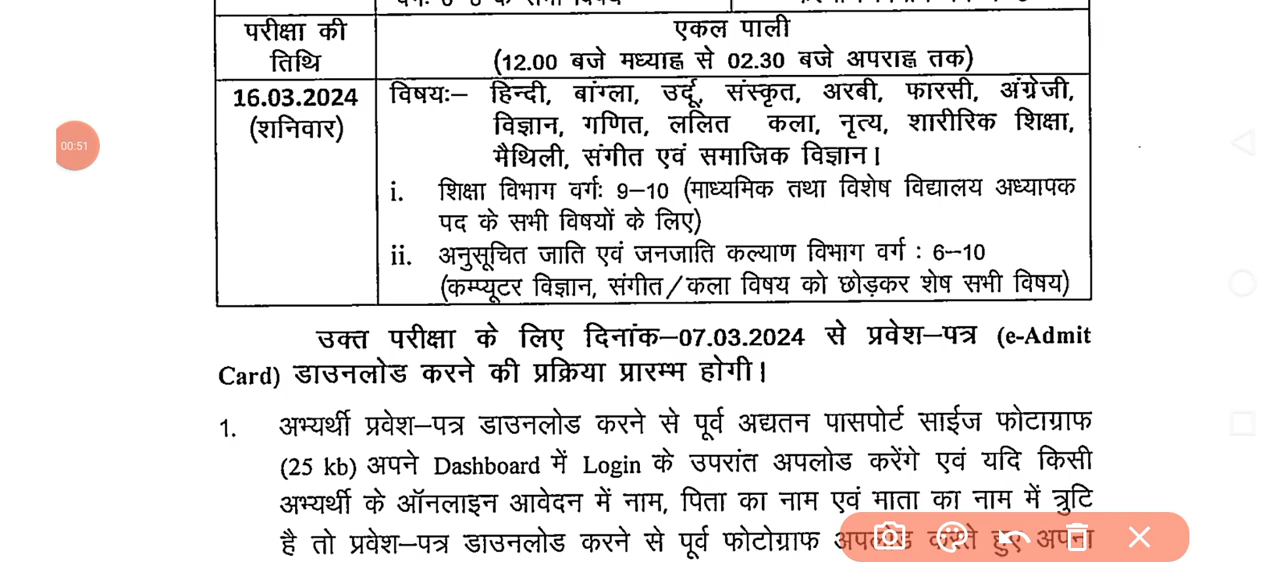 परीक्षा की
तिथि
एकल पाली
(12.00 बजे मध्याह्न से 02.30 बजे अपराह्न तक)
16.03.2024
(शनिवार)
विषयः– हिन्दी, बांग्ला, उर्दू, संस्कृत, अरबी, फारसी, अंग्रेजी,
विज्ञान, गणित, ललित कला, नृत्य, शारीरिक शिक्षा,
मैथिली, संगीत एवं समाजिक विज्ञान।
i. शिक्षा विभाग वर्गः 9–10 (माध्यमिक तथा विशेष विद्यालय अध्यापक
पद के सभी विषयों के लिए)
ii. अनुसूचित जाति एवं जनजाति कल्याण विभाग वर्ग : 6–10
(कम्प्यूटर विज्ञान, संगीत/कला विषय को छोड़कर शेष सभी विषय)
उक्त परीक्षा के लिए दिनांक–07.03.2024 से प्रवेश–पत्र (e-Admit
Card) डाउनलोड करने की प्रक्रिया प्रारम्भ होगी।
1. अभ्यर्थी प्रवेश–पत्र डाउनलोड करने से पूर्व अद्यतन पासपोर्ट साईज फोटोग्राफ
(25 kb) अपने Dashboard में Login के उपरांत अपलोड करेंगे एवं यदि किसी
अभ्यर्थी के ऑनलाइन आवेदन में नाम, पिता का नाम एवं माता का नाम में त्रुटि
है तो प्रवेश–पत्र डाउनलोड करने से पूर्व फोटोग्राफ अपलोड करते हुए अपना
00:51